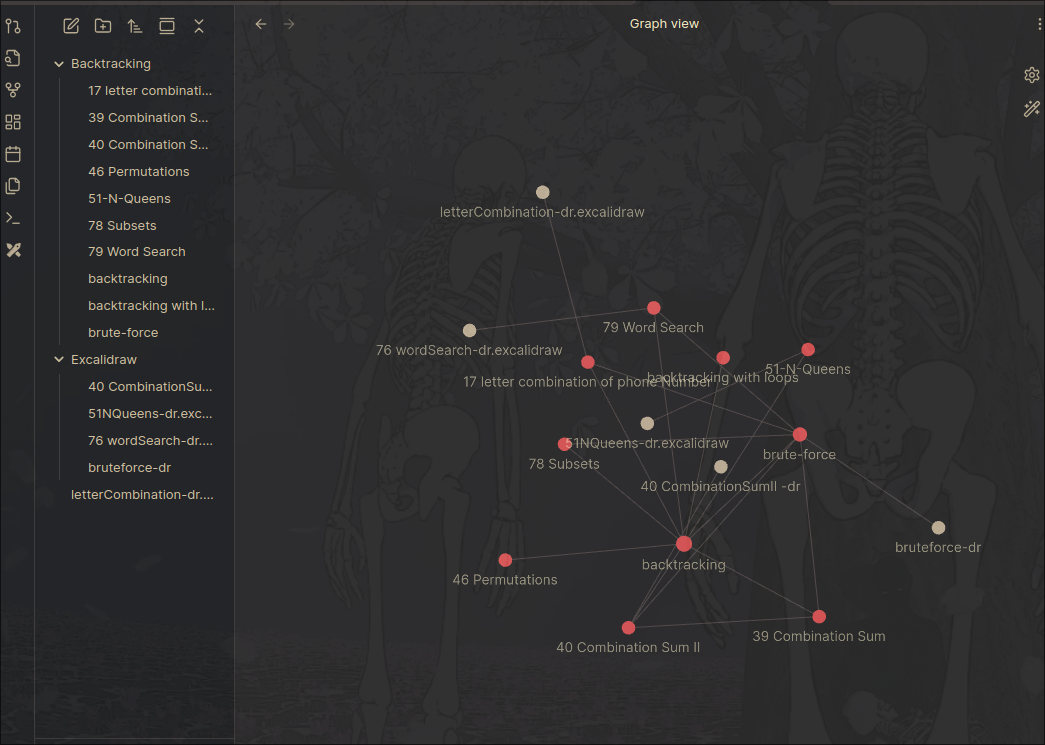 Graph view
Backtracking
17 letter combinati...
39 Combination S...
40 Combination S...
46 Permutations
51-N-Queens
78 Subsets
79 Word Search
backtracking
backtracking with l...
brute-force
Excalidraw
40 CombinationSu...
51NQueens-dr.exc...
76 wordSearch-dr....
bruteforce-dr
letterCombination-dr....
letterCombination-dr.excalidraw
79 Word Search
76 wordSearch-dr.excalidraw
51-N-Queens
17 letter combination of phone Number
backtracking with loops
51NQueens-dr.excalidraw
brute-force
78 Subsets
40 CombinationSumII -dr
bruteforce-dr
backtracking
46 Permutations
39 Combination Sum
40 Combination Sum II